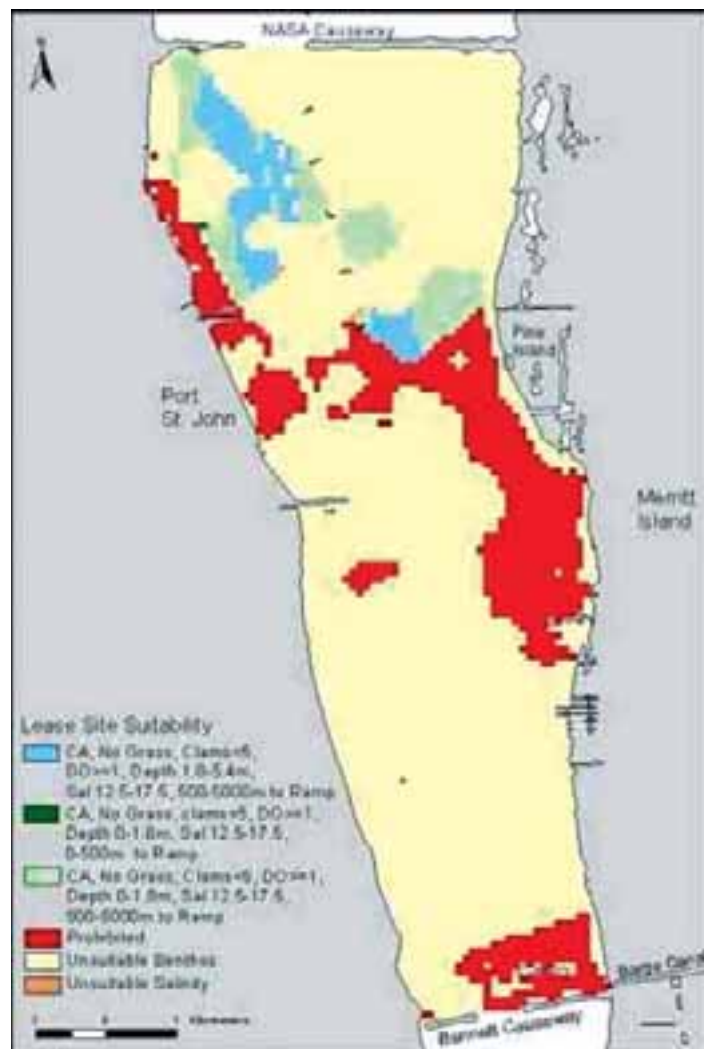 NASA Causeway
Pine
Island
Port
St. John
Merritt
Island
Lease Site Suitability
CA, No Grass, Clams<5,
DO>=1, Depth 1.8-5.4m,
Sal 12.5-17.5, 500-5000m to Ramp
CA, No Grass, clams<5, DO>=1,
Depth 0-1.8m, Sal 12.5-17.5,
0-500m to Ramp
CA, No Grass, Clams<5, DO>=1,
Depth 0-1.8m, Sal 12.5-17.5,
500-5000m to Ramp
Prohibited
Unsuitable Benthos
Unsuitable Salinity
Kilometers
Barge Canal
Bennett Causeway